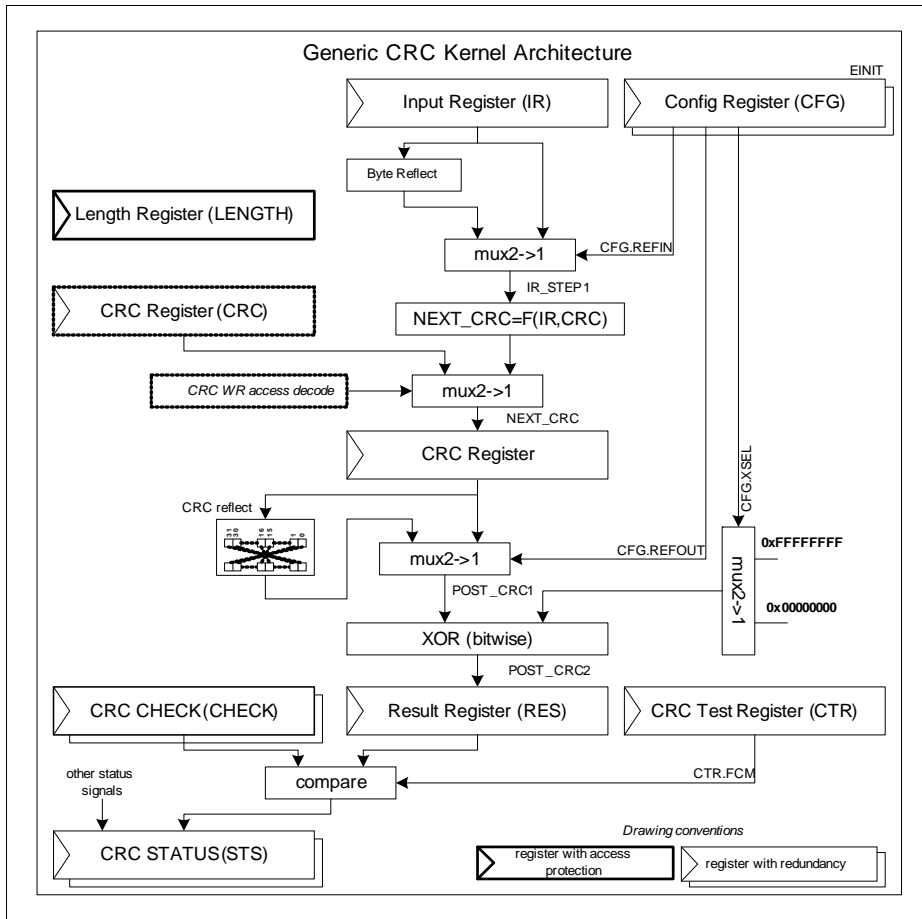 Generic CRC Kernel Architecture
EINIT
Input Register (IR)
Config Register (CFG)
Byte Reflect
Length Register (LENGTH)
mux2->1
CFG.REFIN
IR_STEP1
CRC Register (CRC)
NEXT_CRC=F(IR,CRC)
CRC WR access decode
mux2->1
NEXT_CRC
CRC Register
CFG.XSEL
CRC reflect
31
30
16
15
1
0
mux2->1
CFG.REFOUT
mux2->1
0xFFFFFFFF
0x00000000
POST_CRC1
XOR (bitwise)
POST_CRC2
CRC CHECK (CHECK)
Result Register (RES)
CRC Test Register (CTR)
compare
CTR.FCM
other status
signals
CRC STATUS (STS)
Drawing conventions
register with access
protection
register with redundancy